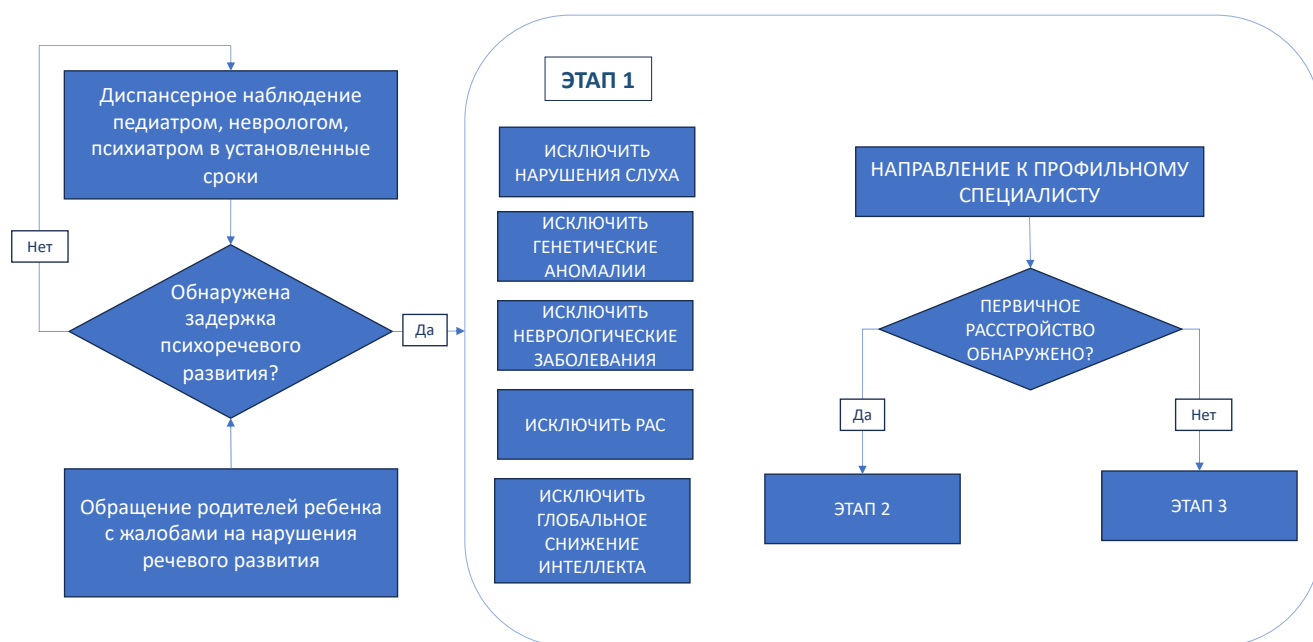 Диспансерное наблюдение
педиатром, неврологом,
психиатром в установленные
сроки
Нет
Обнаружена
задержка
психоречевого
развития?
Да
Обращение родителей ребенка
с жалобами на нарушения
речевого развития
ЭТАП 1
ИСКЛЮЧИТЬ
НАРУШЕНИЯ СЛУХА
ИСКЛЮЧИТЬ
ГЕНЕТИЧЕСКИЕ
АНОМАЛИИ
ИСКЛЮЧИТЬ
НЕВРОЛОГИЧЕСКИЕ
ЗАБОЛЕВАНИЯ
ИСКЛЮЧИТЬ РАС
ИСКЛЮЧИТЬ
ГЛОБАЛЬНОЕ
СНИЖЕНИЕ
ИНТЕЛЛЕКТА
НАПРАВЛЕНИЕ К ПРОФИЛЬНОМУ
СПЕЦИАЛИСТУ
ПЕРВИЧНОЕ
РАССТРОЙСТВО
ОБНАРУЖЕНО?
Да
Нет
ЭТАП 2
ЭТАП 3